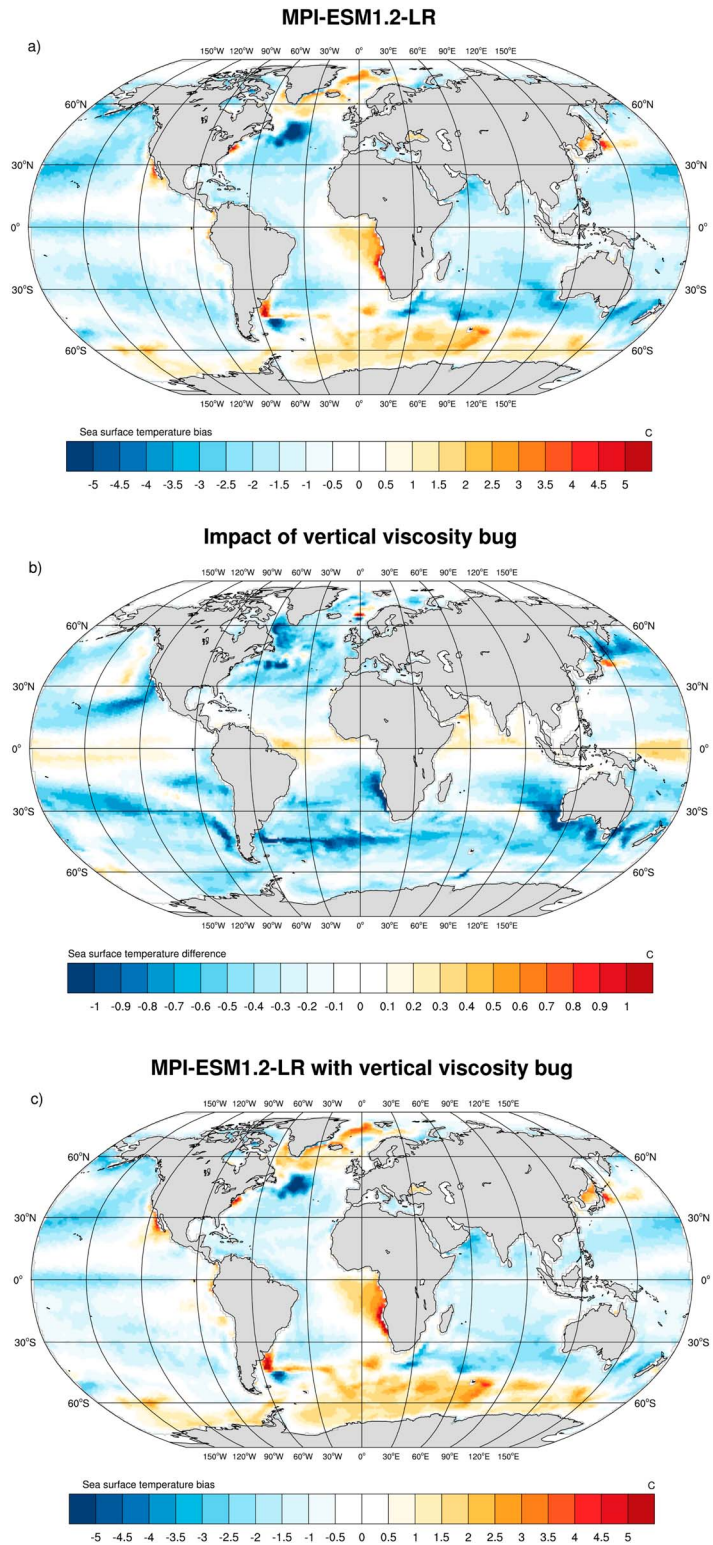 MPI-ESM1.2-LR
a)
150°W 120°W 90°W 60°W 30°W 0° 30°E 60°E 90°E 120°E 150°E
60°N 60°N
30°N 30°N
0° 0°
30°S 30°S
60°S 60°S
150°W 120°W 90°W 60°W 30°W 0° 30°E 60°E 90°E 120°E 150°E
Sea surface temperature bias C
-5 -4.5 -4 -3.5 -3 -2.5 -2 -1.5 -1 -0.5 0 0.5 1 1.5 2 2.5 3 3.5 4 4.5 5
Impact of vertical viscosity bug
b)
150°W 120°W 90°W 60°W 30°W 0° 30°E 60°E 90°E 120°E 150°E
60°N 60°N
30°N 30°N
0° 0°
30°S 30°S
60°S 60°S
150°W 120°W 90°W 60°W 30°W 0° 30°E 60°E 90°E 120°E 150°E
Sea surface temperature difference C
-1 -0.9 -0.8 -0.7 -0.6 -0.5 -0.4 -0.3 -0.2 -0.1 0 0.1 0.2 0.3 0.4 0.5 0.6 0.7 0.8 0.9 1
MPI-ESM1.2-LR with vertical viscosity bug
c)
150°W 120°W 90°W 60°W 30°W 0° 30°E 60°E 90°E 120°E 150°E
60°N 60°N
30°N 30°N
0° 0°
30°S 30°S
60°S 60°S
150°W 120°W 90°W 60°W 30°W 0° 30°E 60°E 90°E 120°E 150°E
Sea surface temperature bias C
-5 -4.5 -4 -3.5 -3 -2.5 -2 -1.5 -1 -0.5 0 0.5 1 1.5 2 2.5 3 3.5 4 4.5 5